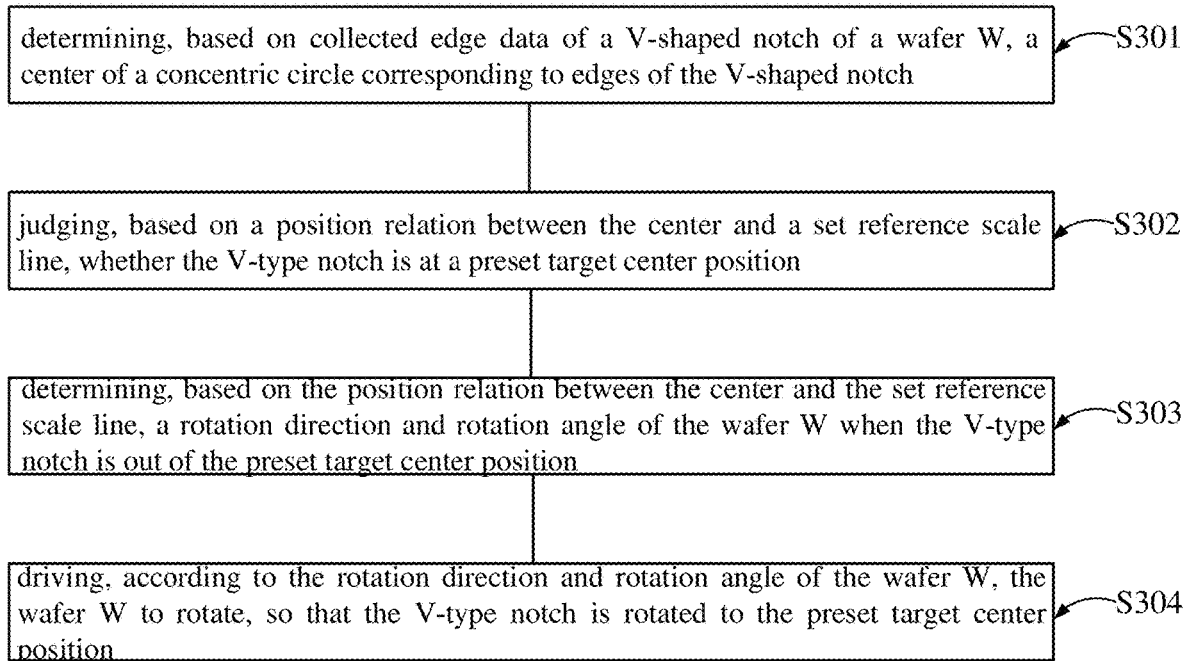 determining, based on collected edge data of a V-shaped notch of a wafer W, a
center of a concentric circle corresponding to edges of the V-shaped notch
S301
judging, based on a position relation between the center and a set reference scale
line, whether the V-type notch is at a preset target center position
S302
determining, based on the position relation between the center and the set reference
scale line, a rotation direction and rotation angle of the wafer W when the V-type
notch is out of the preset target center position
S303
driving, according to the rotation direction and rotation angle of the wafer W, the
wafer W to rotate, so that the V-type notch is rotated to the preset target center
position
S304